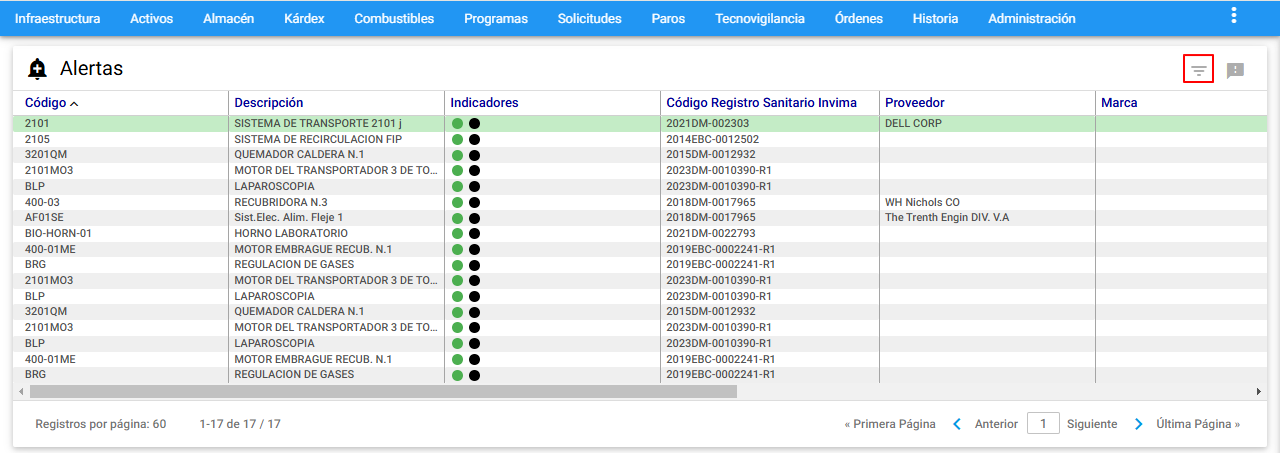 Infraestructura Activos Almacén Kárdex Combustibles Programas Solicitudes Paros Tecnovigilancia Órdenes Historia Administración
Alertas
Código Descripción Indicadores Código Registro Sanitario Invima Proveedor Marca
2101 SISTEMA DE TRANSPORTE 2101 j 2021DM-002303 DELL CORP
2105 SISTEMA DE RECIRCULACION FIP 2014EBC-0012502
3201QM QUEMADOR CALDERA N.1 2015DM-0012932
2101MO3 MOTOR DEL TRANSPORTADOR 3 DE TO... 2023DM-0010390-R1
BLP LAPAROSCOPIA 2023DM-0010390-R1
400-03 RECUBRIDORA N.3 2018DM-0017965 WH Nichols CO
AF01SE Sist.Elec. Alim. Fleje 1 2018DM-0017965 The Trenth Engin DIV. V.A
BIO-HORN-01 HORNO LABORATORIO 2021DM-0022793
400-01ME MOTOR EMBRAGUE RECUB. N.1 2019EBC-0002241-R1
BRG REGULACION DE GASES 2019EBC-0002241-R1
2101MO3 MOTOR DEL TRANSPORTADOR 3 DE TO... 2023DM-0010390-R1
BLP LAPAROSCOPIA 2023DM-0010390-R1
3201QM QUEMADOR CALDERA N.1 2015DM-0012932
2101MO3 MOTOR DEL TRANSPORTADOR 3 DE TO... 2023DM-0010390-R1
BLP LAPAROSCOPIA 2023DM-0010390-R1
400-01ME MOTOR EMBRAGUE RECUB. N.1 2019EBC-0002241-R1
BRG REGULACION DE GASES 2019EBC-0002241-R1
Registros por página: 60 1-17 de 17 / 17 « Primera Página Anterior 1 Siguiente Última Página »